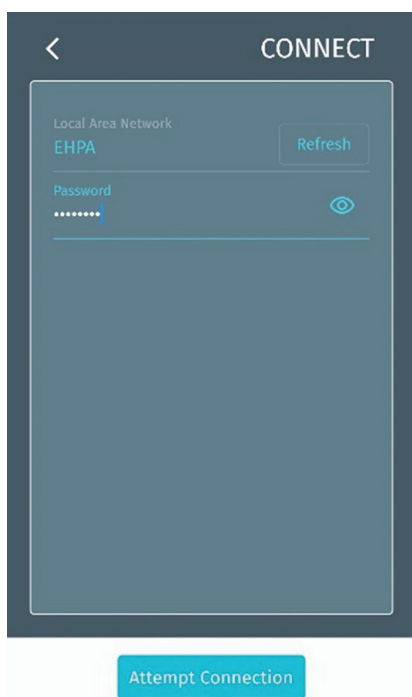 CONNECT
Local Area Network
EHPA
Refresh
Password
••••••••
Attempt Connection